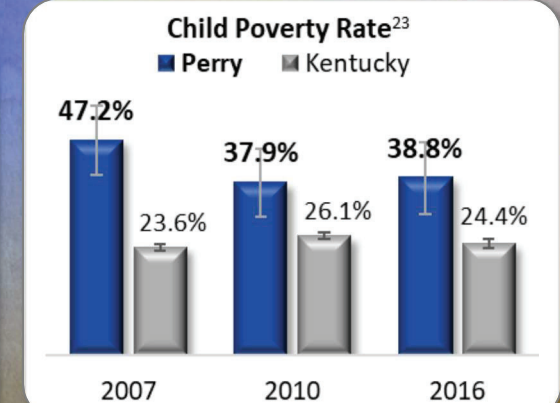 Child Poverty Rate²³
Perry Kentucky
47.2% 23.6% 37.9% 26.1% 38.8% 24.4%
2007 2010 2016